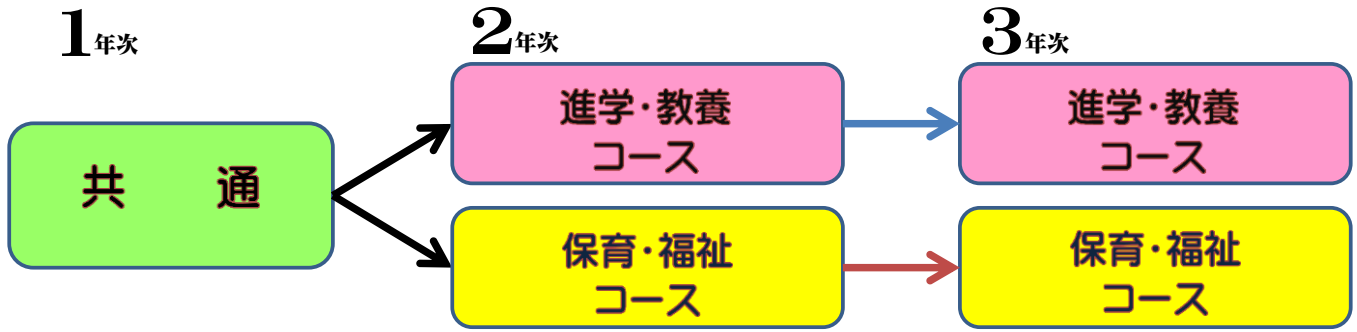 1年次
2年次
3年次
共通
進学・教養
コース
進学・教養
コース
保育・福祉
コース
保育・福祉
コース